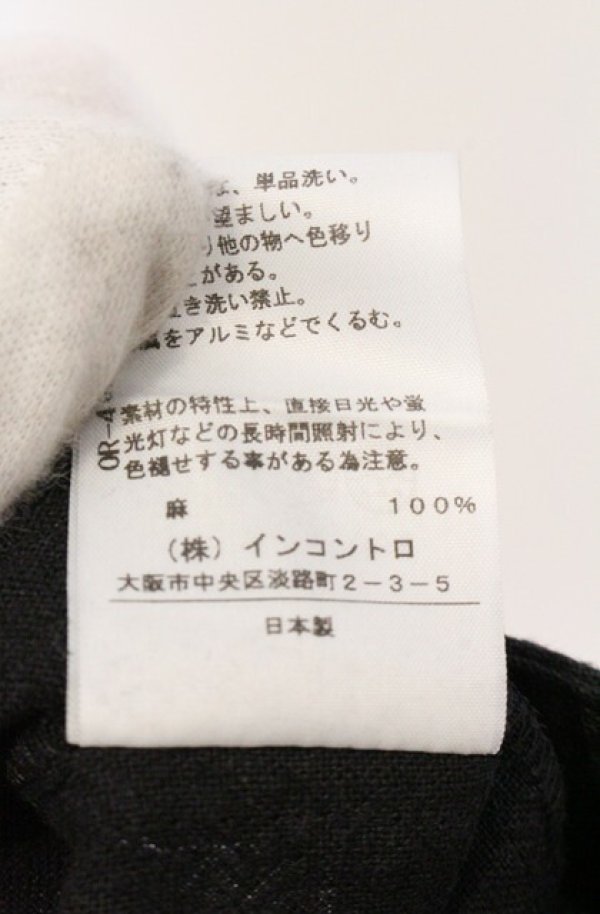 、単品洗い。
望ましい。
り他の物へ色移り
がある。
き洗い禁止。
をアルミなどでくるむ。
素材の特性上、直接日光や蛍
光灯などの長時間照射により、
色褪せする事がある為注意。
麻 100%
(株) インコントロ
大阪市中央区淡路町2-3-5
日本製
OR-4